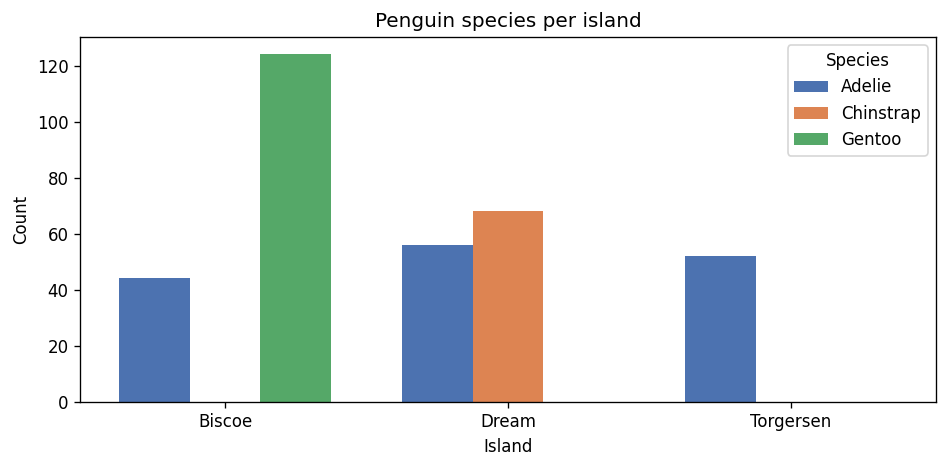 Penguin species per island
Species
Adelie
Chinstrap
Gentoo
Count
120
100
80
60
40
20
0
Biscoe
Dream
Torgersen
Island